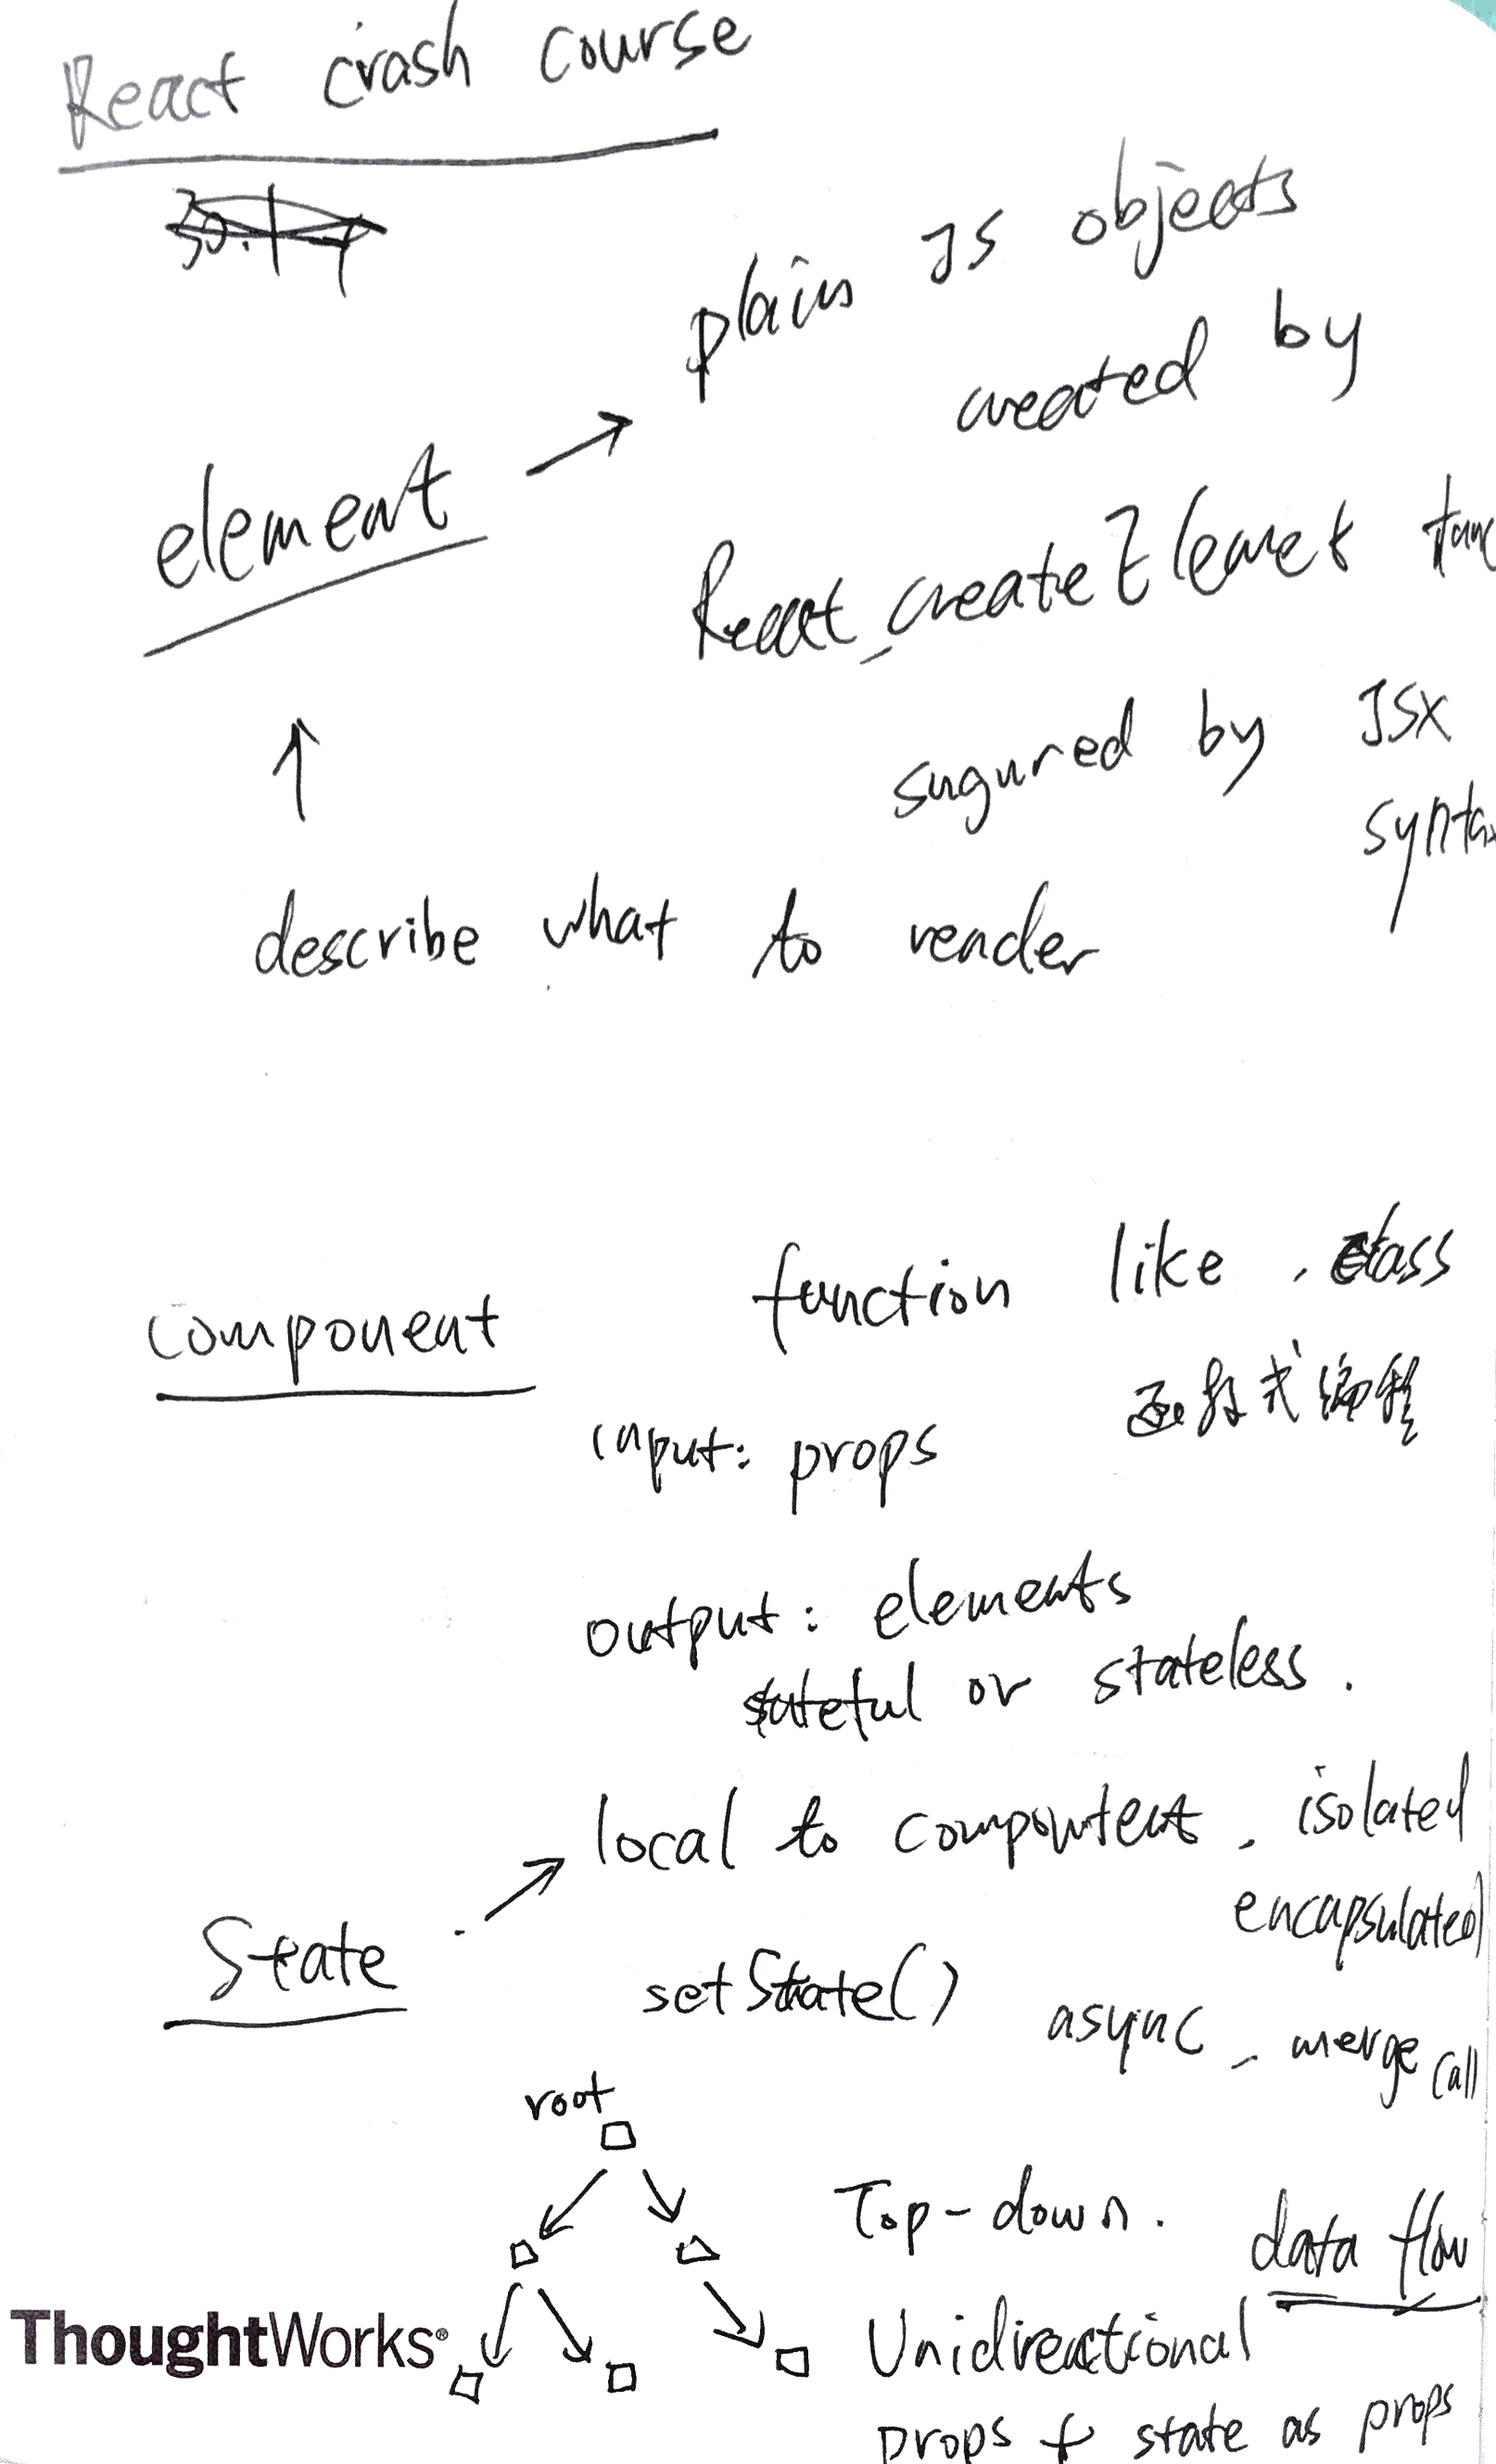 React crash course
plain JS objects
created by
element
React.createElemet func
sugured by JSX
syntax
describe what to render
function like, class
component
函数式编程
input: props
output: elements
stateful or stateless.
local to compontent, isolated
encapsulated
State
setState()
async, merge call
root
Top-down.
data flow
ThoughtWorks
Unidirectional
props & state as props